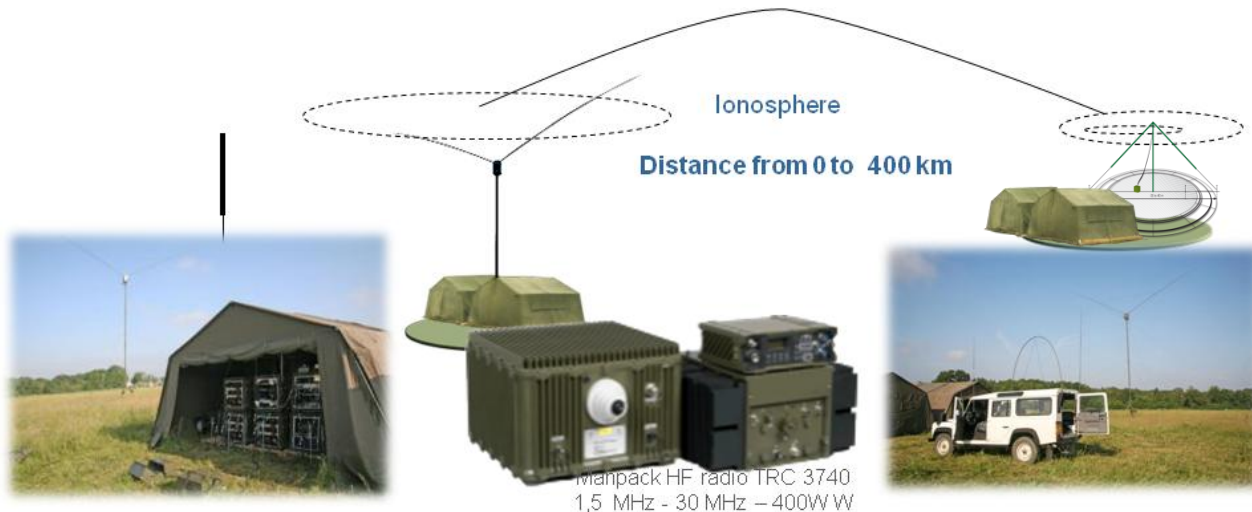 Ionosphere
Distance from 0 to 400 km
Manpack HF radio TRC 3740
1,5 MHz - 30 MHz – 400W W